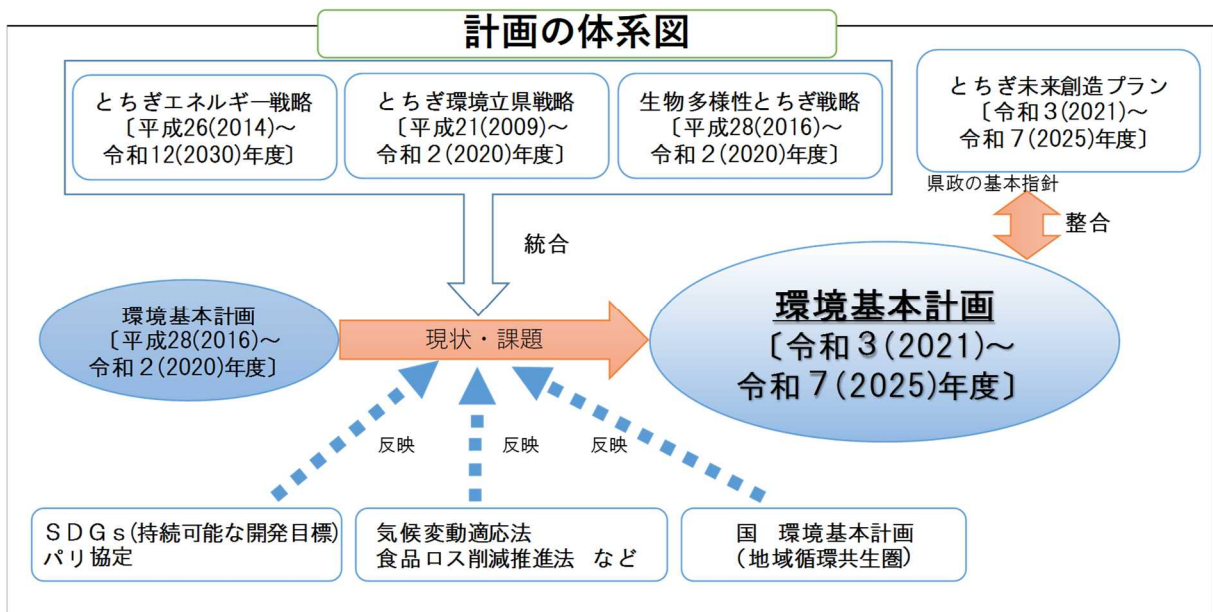 計画の体系図
とちぎエネルギー戦略
〔平成26(2014)～
令和12(2030)年度〕
とちぎ環境立県戦略
〔平成21(2009)～
令和２(2020)年度〕
生物多様性とちぎ戦略
〔平成28(2016)～
令和２(2020)年度〕
とちぎ未来創造プラン
〔令和３(2021)～
令和７(2025)年度〕
県政の基本指針
統合
整合
環境基本計画
〔平成28(2016)～
令和２(2020)年度〕
現状・課題
環境基本計画
〔令和３(2021)～
令和７(2025)年度〕
反映
反映
反映
ＳＤＧｓ(持続可能な開発目標)
パリ協定
気候変動適応法
食品ロス削減推進法　など
国　環境基本計画
(地域循環共生圏)